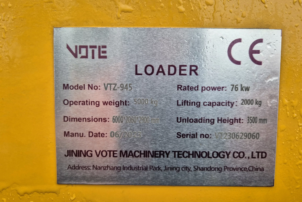 VOTE CE
LOADER
Model No: VTZ-945 Rated power: 76 kw
Operating weight: 5000 kg Lifting capacity: 2000 kg
Dimensions: Unloading Height: 3500 mm
Manu. Date: Serial no:
JINING VOTE MACHINERY TECHNOLOGY CO., LTD
Address: Nanzhang Industrial Park, Jining city, Shandong Province,China